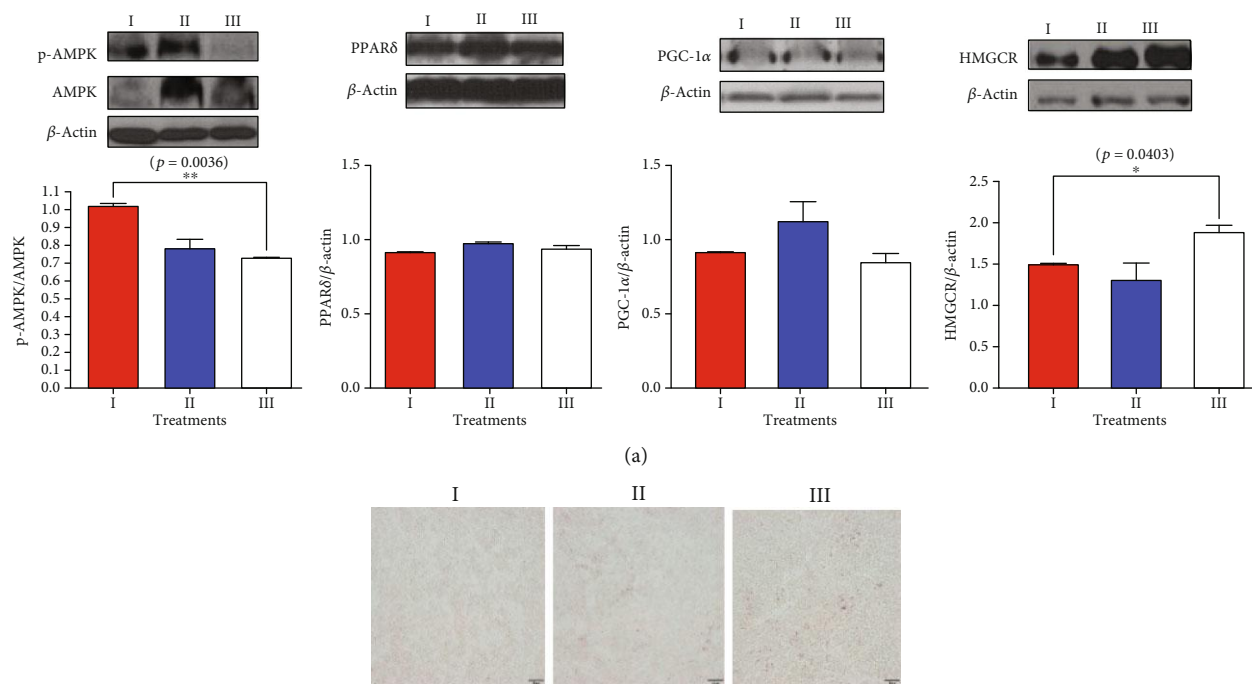 I II III
p-AMPK
AMPK
β-Actin
(p = 0.0036)
**
1.1
1.0
0.9
0.8
0.7
0.6
0.5
0.4
0.3
0.2
0.1
0.0
p-AMPK/AMPK
I II III
Treatments
I II III
PPARδ
β-Actin
1.5
1.0
0.5
0.0
PPARδ/β-actin
I II III
Treatments
I II III
PGC-1α
β-Actin
1.5
1.0
0.5
0.0
PGC-1α/β-actin
I II III
Treatments
I II III
HMGCR
β-Actin
(p = 0.0403)
*
2.5
2.0
1.5
1.0
0.5
0.0
HMGCR/β-actin
I II III
Treatments
(a)
I II III